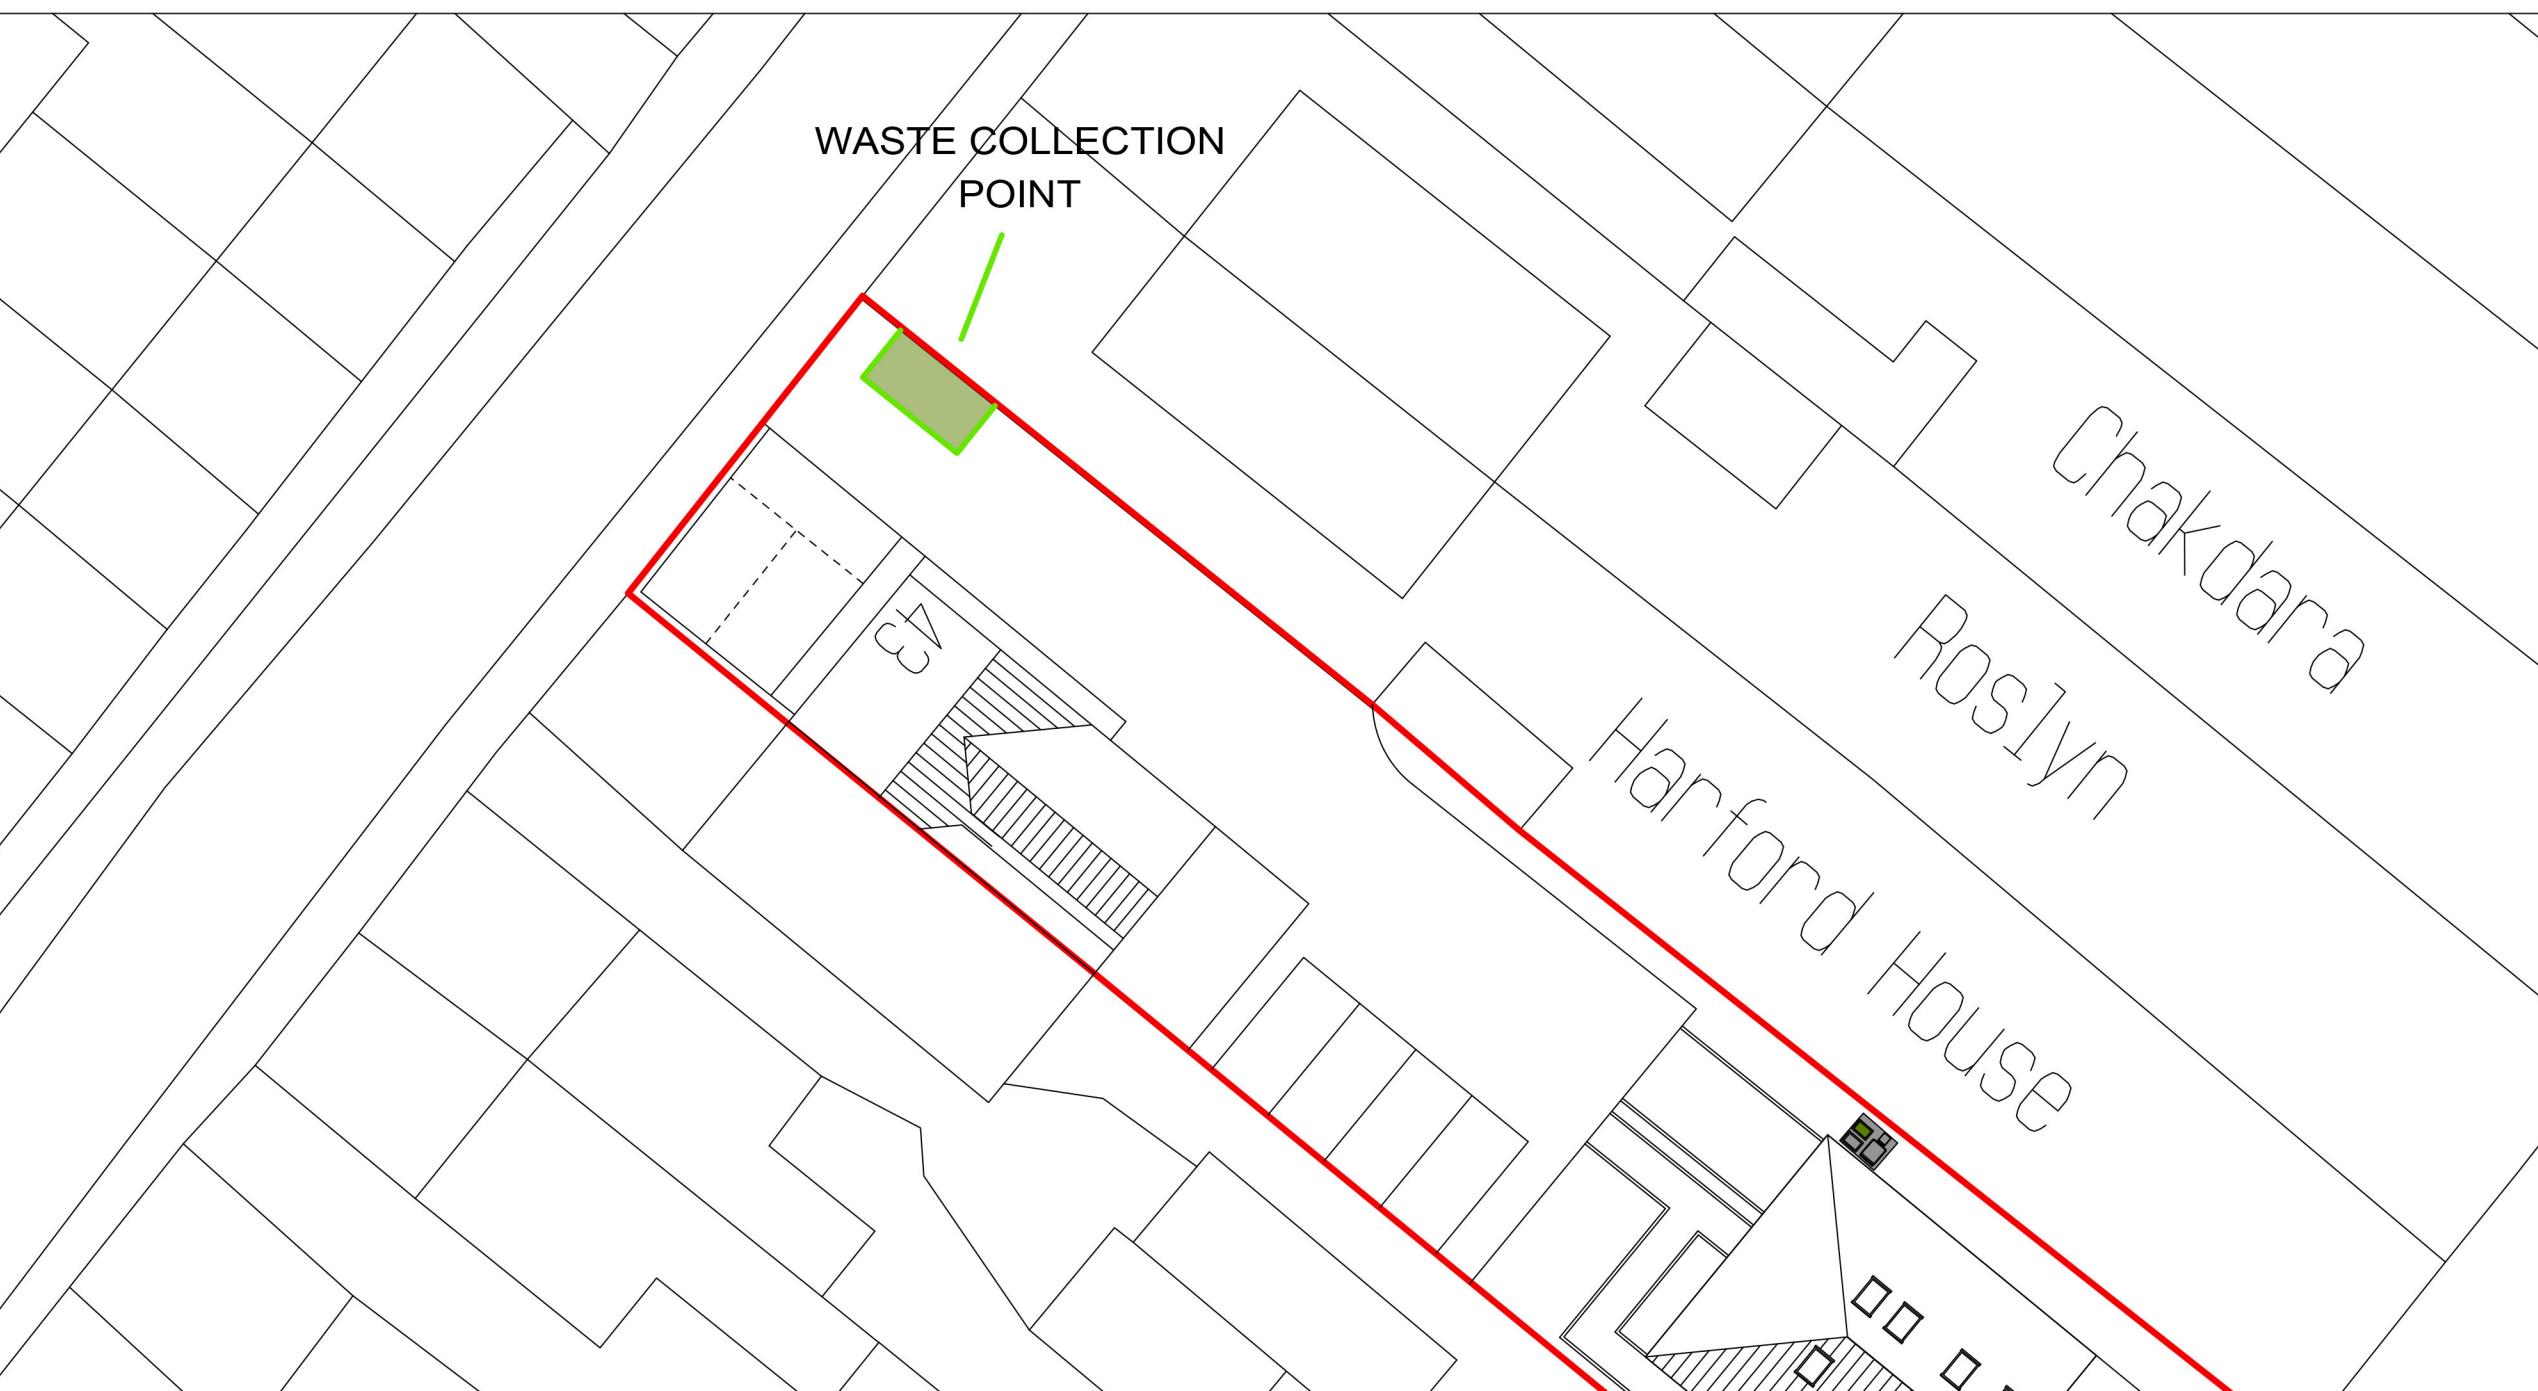 WASTE COLLECTION
POINT
Chakdara
Roslyn
Harford House
43